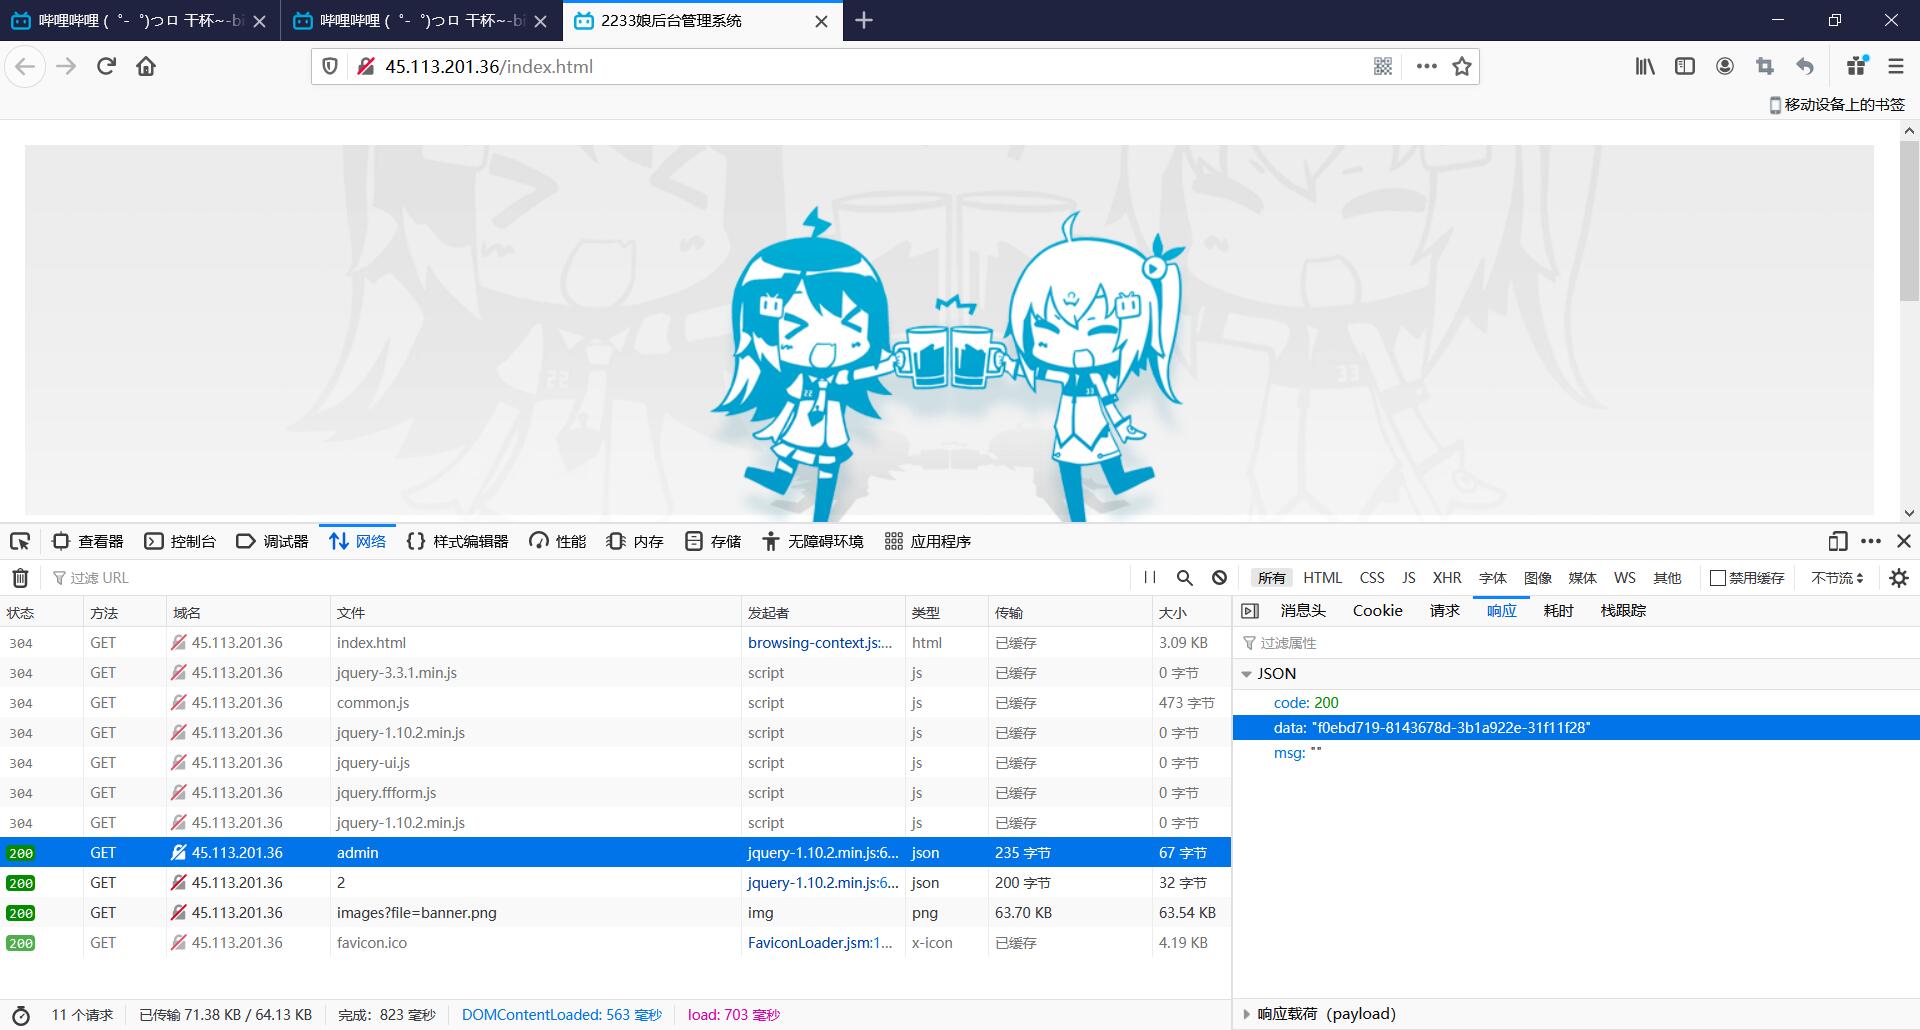 哔哩哔哩 (゜-゜)つロ 干杯~-bi
哔哩哔哩 (゜-゜)つロ 干杯~-bi
2233娘后台管理系统
45.113.201.36/index.html
移动设备上的书签
22
33
22
查看器 控制台 调试器 网络 样式编辑器 性能 内存 存储 无障碍环境 应用程序
过滤 URL
所有 HTML CSS JS XHR 字体 图像 媒体 WS 其他 禁用缓存 不节流
状态 方法 域名 文件 发起者 类型 传输 大小
304 GET 45.113.201.36 index.html browsing-context.js:... html 已缓存 3.09 KB
304 GET 45.113.201.36 jquery-3.3.1.min.js script js 已缓存 0 字节
304 GET 45.113.201.36 common.js script js 已缓存 473 字节
304 GET 45.113.201.36 jquery-1.10.2.min.js script js 已缓存 0 字节
304 GET 45.113.201.36 jquery-ui.js script js 已缓存 0 字节
304 GET 45.113.201.36 jquery.ffform.js script js 已缓存 0 字节
304 GET 45.113.201.36 jquery-1.10.2.min.js script js 已缓存 0 字节
200 GET 45.113.201.36 admin jquery-1.10.2.min.js:6... json 235 字节 67 字节
200 GET 45.113.201.36 2 jquery-1.10.2.min.js:6... json 200 字节 32 字节
200 GET 45.113.201.36 images?file=banner.png img png 63.70 KB 63.54 KB
200 GET 45.113.201.36 favicon.ico FaviconLoader.jsm:1... x-icon 已缓存 4.19 KB
11 个请求 已传输 71.38 KB / 64.13 KB 完成：823 毫秒 DOMContentLoaded: 563 毫秒 load: 703 毫秒
消息头 Cookie 请求 响应 耗时 栈跟踪
过滤属性
JSON
code: 200
data: "f0ebd719-8143678d-3b1a922e-31f11f28"
msg: ""
响应载荷（payload）